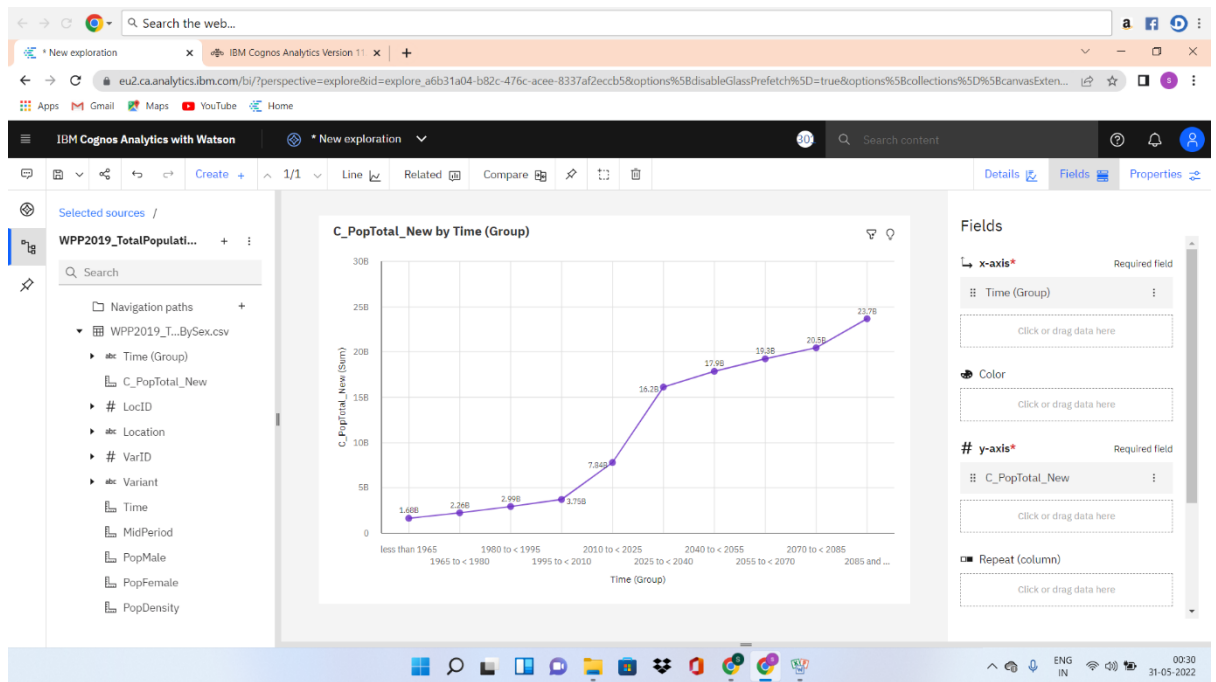 Search the web...
* New exploration
IBM Cognos Analytics Version 11
eu2.ca.analytics.ibm.com/bi/?perspective=explore&id=explore_a6b31a04-b82c-476c-acee-8337af2eccb5&options%5BdisableGlassPrefetch%5D=true&options%5Bcollections%5D%5BcanvasExten...
Apps Gmail Maps YouTube Home
IBM Cognos Analytics with Watson
* New exploration
Search content
Create + 1/1 Line Related Compare
Details Fields Properties
Selected sources /
WPP2019_TotalPopulati...
Search
Navigation paths
WPP2019_T...BySex.csv
abc Time (Group)
C_PopTotal_New
# LocID
abc Location
# VarID
abc Variant
Time
MidPeriod
PopMale
PopFemale
PopDensity
C_PopTotal_New by Time (Group)
C_PopTotal_New (Sum)
30B
25B
20B
15B
10B
5B
0
1.68B
2.26B
2.99B
3.75B
7.84B
16.2B
17.9B
19.3B
20.5B
23.7B
less than 1965
1965 to < 1980
1980 to < 1995
1995 to < 2010
2010 to < 2025
2025 to < 2040
2040 to < 2055
2055 to < 2070
2070 to < 2085
2085 and ...
Time (Group)
Fields
x-axis* Required field
Time (Group)
Click or drag data here
Color
Click or drag data here
# y-axis* Required field
C_PopTotal_New
Click or drag data here
Repeat (column)
Click or drag data here
ENG
IN
00:30
31-05-2022